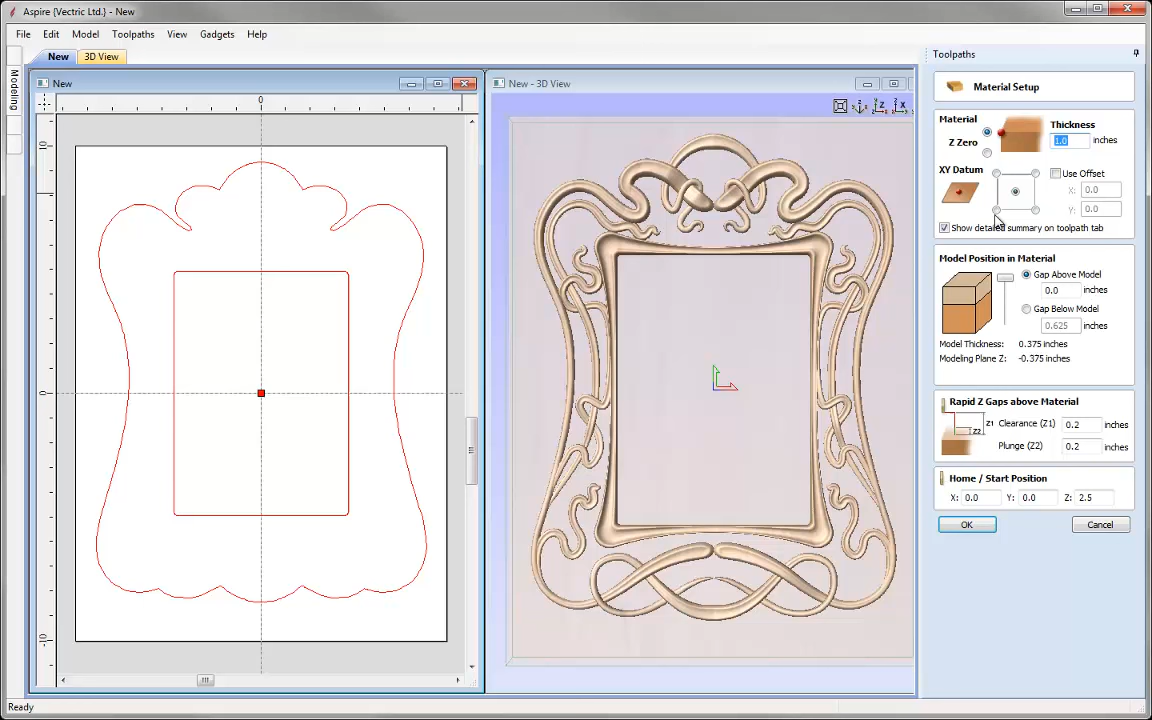 Aspire {Vectric Ltd.} - New
File Edit Model Toolpaths View Gadgets Help
New 3D View
Modeling
New
0
10
0
-10
New - 3D View
Toolpaths
Material Setup
Material
Z Zero
Thickness
1.0 inches
XY Datum
Use Offset
X: 0.0
Y: 0.0
Show detailed summary on toolpath tab
Model Position in Material
Gap Above Model
0.0 inches
Gap Below Model
0.625 inches
Model Thickness: 0.375 inches
Modeling Plane Z: -0.375 inches
Rapid Z Gaps above Material
Z1 Clearance (Z1) 0.2 inches
Z2 Plunge (Z2) 0.2 inches
Home / Start Position
X: 0.0 Y: 0.0 Z: 2.5
OK Cancel
Ready